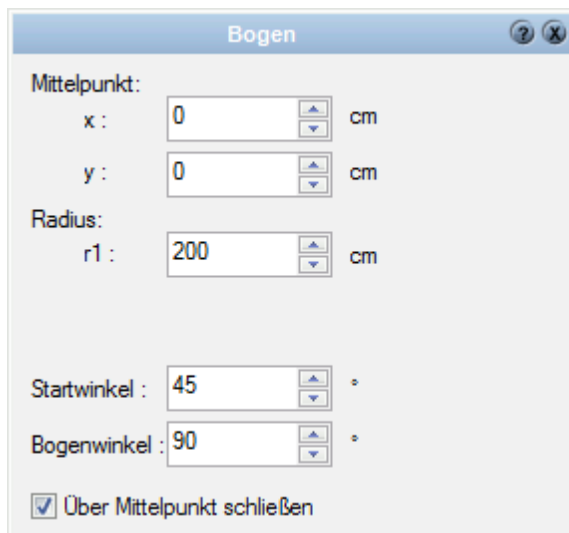 Bogen
Mittelpunkt:
x : 0 cm
y : 0 cm
Radius:
r1 : 200 cm
Startwinkel : 45 °
Bogenwinkel : 90 °
Über Mittelpunkt schließen